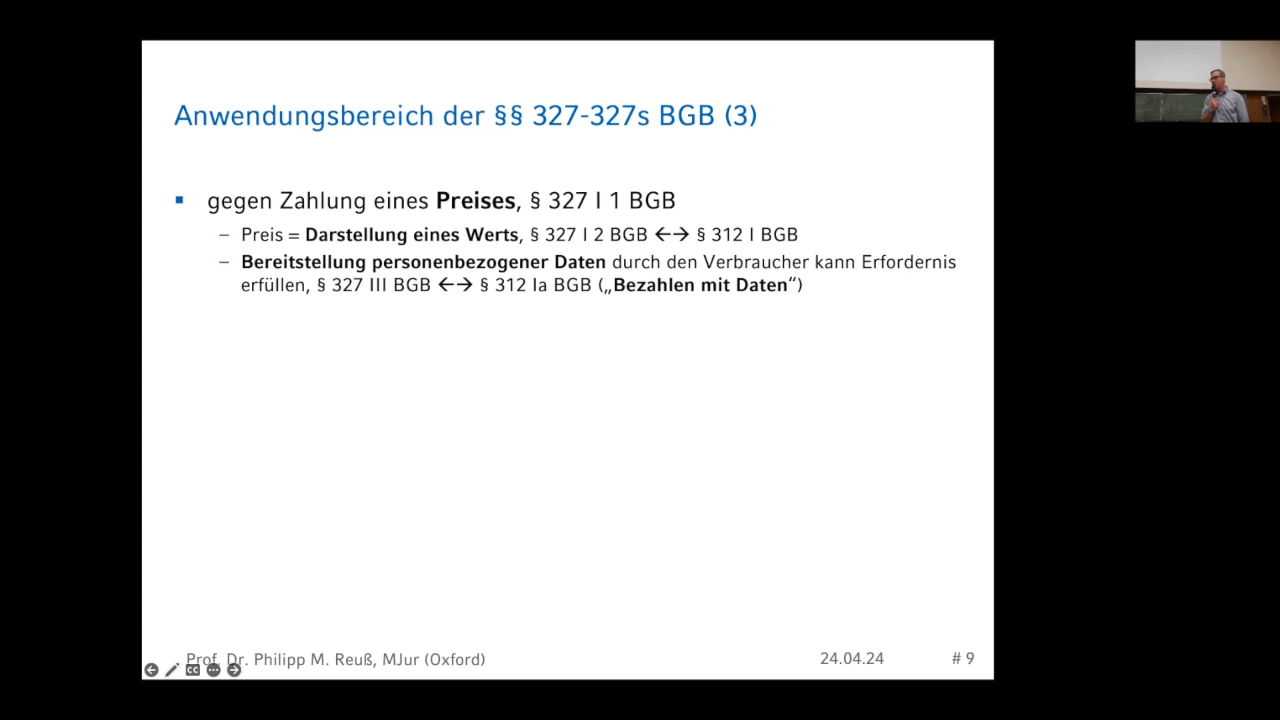 Anwendungsbereich der §§ 327-327s BGB (3)
▪ gegen Zahlung eines Preises, § 327 I 1 BGB
– Preis = Darstellung eines Werts, § 327 I 2 BGB ←→ § 312 I BGB
– Bereitstellung personenbezogener Daten durch den Verbraucher kann Erfordernis
erfüllen, § 327 III BGB ←→ § 312 Ia BGB („Bezahlen mit Daten“)
Prof. Dr. Philipp M. Reuß, MJur (Oxford)
24.04.24
# 9
CC